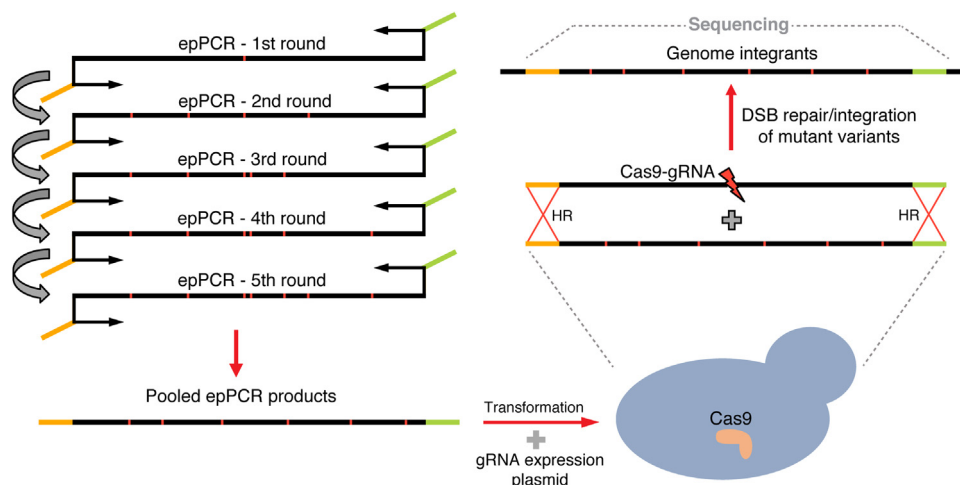 epPCR - 1st round
epPCR - 2nd round
epPCR - 3rd round
epPCR - 4th round
epPCR - 5th round
Pooled epPCR products
Transformation
gRNA expression
plasmid
Sequencing
Genome integrants
DSB repair/integration
of mutant variants
Cas9-gRNA
HR
HR
Cas9